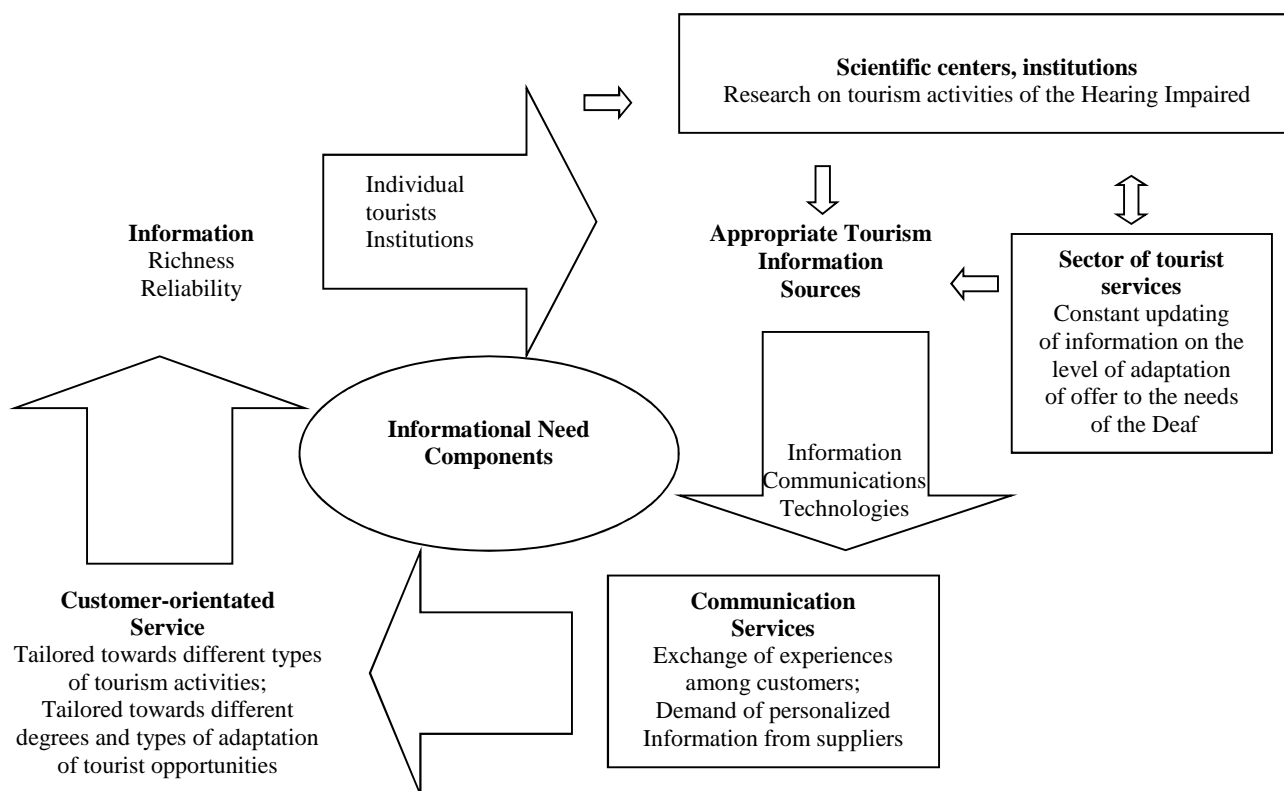 Scientific centers, institutions
Research on tourism activities of the Hearing Impaired
Individual
tourists
Institutions
Information
Richness
Reliability
Appropriate Tourism
Information
Sources
Sector of tourist
services
Constant updating
of information on the
level of adaptation
of offer to the needs
of the Deaf
Informational Need
Components
Information
Communications
Technologies
Customer-orientated
Service
Tailored towards different types
of tourism activities;
Tailored towards different
degrees and types of adaptation
of tourist opportunities
Communication
Services
Exchange of experiences
among customers;
Demand of personalized
Information from suppliers